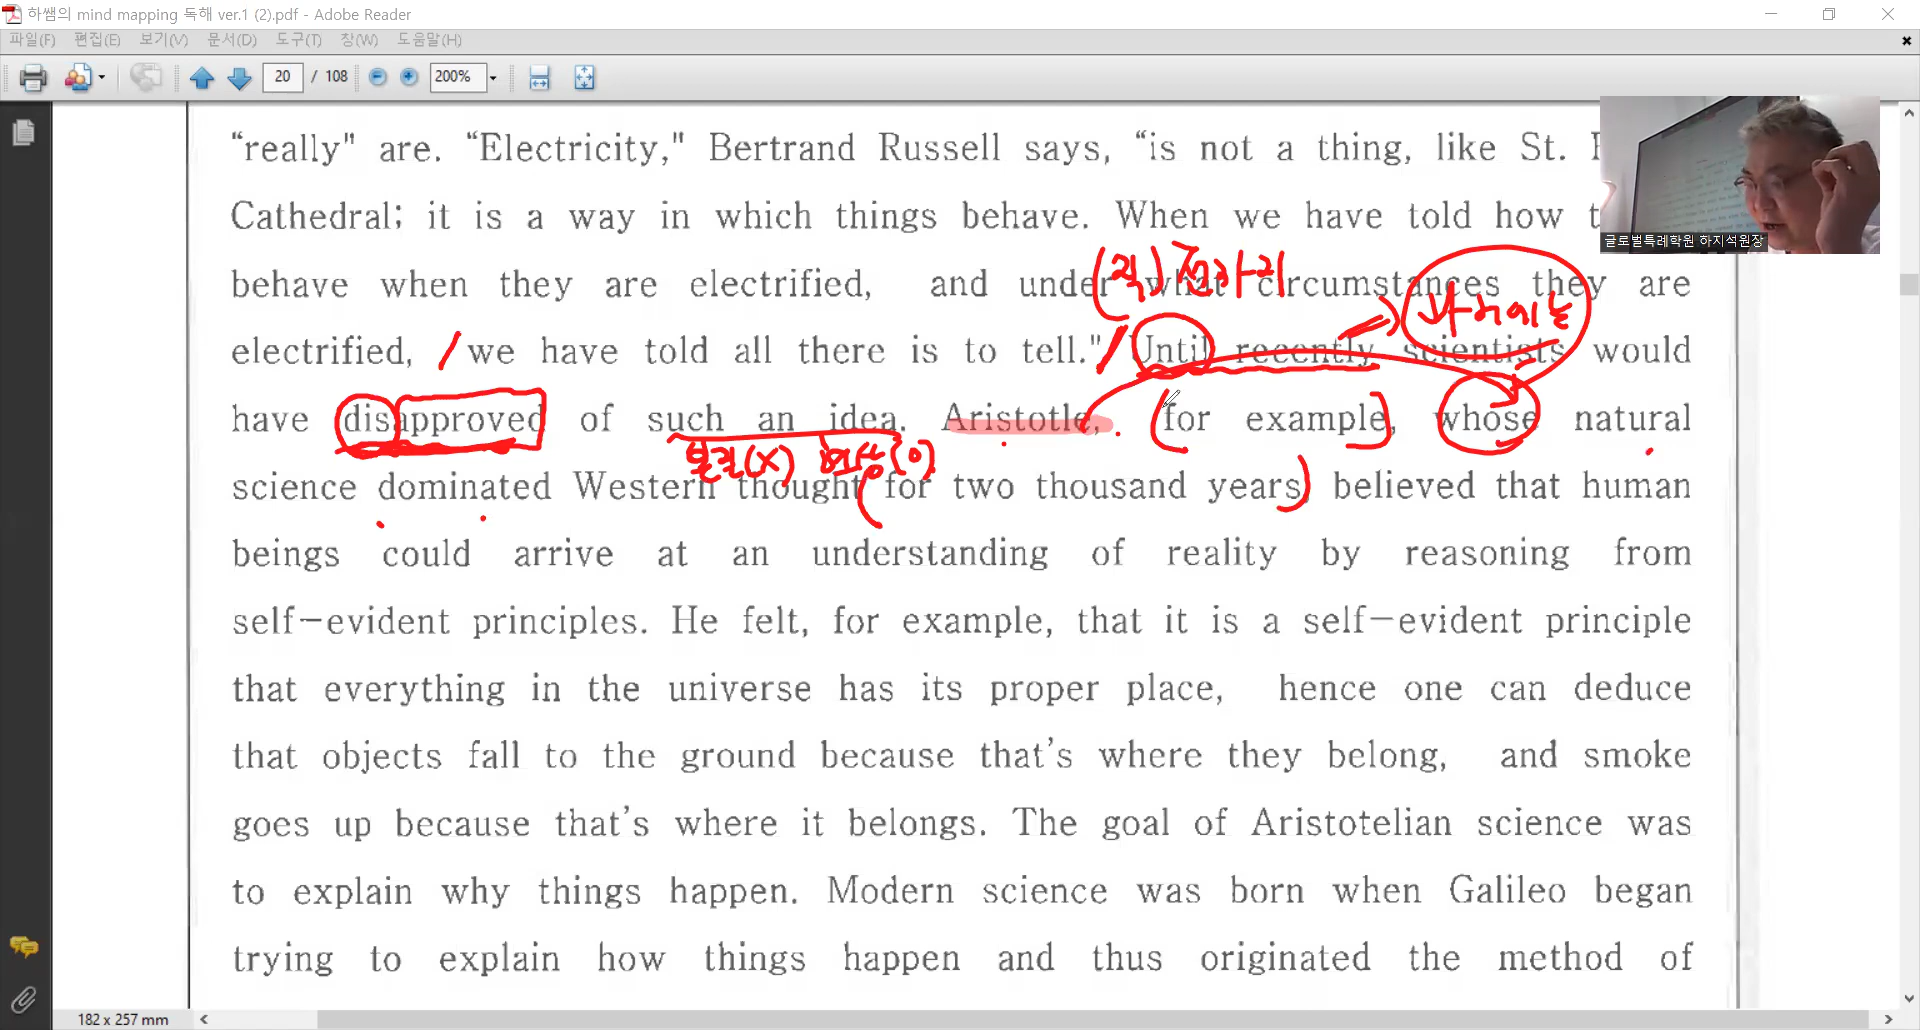 하쌤의 mind mapping 독해 ver.1 (2).pdf - Adobe Reader
파일(F) 편집(E) 보기(V) 문서(D) 도구(T) 창(W) 도움말(H)
20 / 108 200%
“really" are. “Electricity," Bertrand Russell says, “is not a thing, like St.
Cathedral; it is a way in which things behave. When we have told how
글로벌특례학원 하지석원장
behave when they are electrified, and under what circumstances they are
electrified, we have told all there is to tell." Until recently scientists would
have disapproved of such an idea. Aristotle, for example, whose natural
물질(X) 현상(O)
science dominated Western thought for two thousand years, believed that human
beings could arrive at an understanding of reality by reasoning from
self-evident principles. He felt, for example, that it is a self-evident principle
that everything in the universe has its proper place, hence one can deduce
that objects fall to the ground because that's where they belong, and smoke
goes up because that's where it belongs. The goal of Aristotelian science was
to explain why things happen. Modern science was born when Galileo began
trying to explain how things happen and thus originated the method of
182 x 257 mm